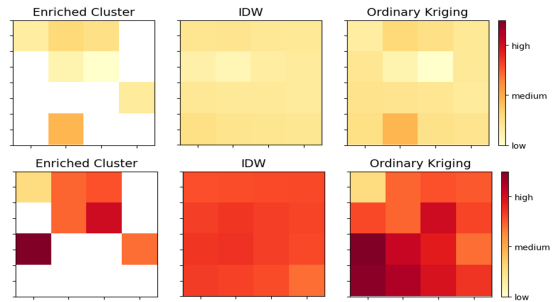 Enriched Cluster IDW Ordinary Kriging
high
medium
low
Enriched Cluster IDW Ordinary Kriging
high
medium
low